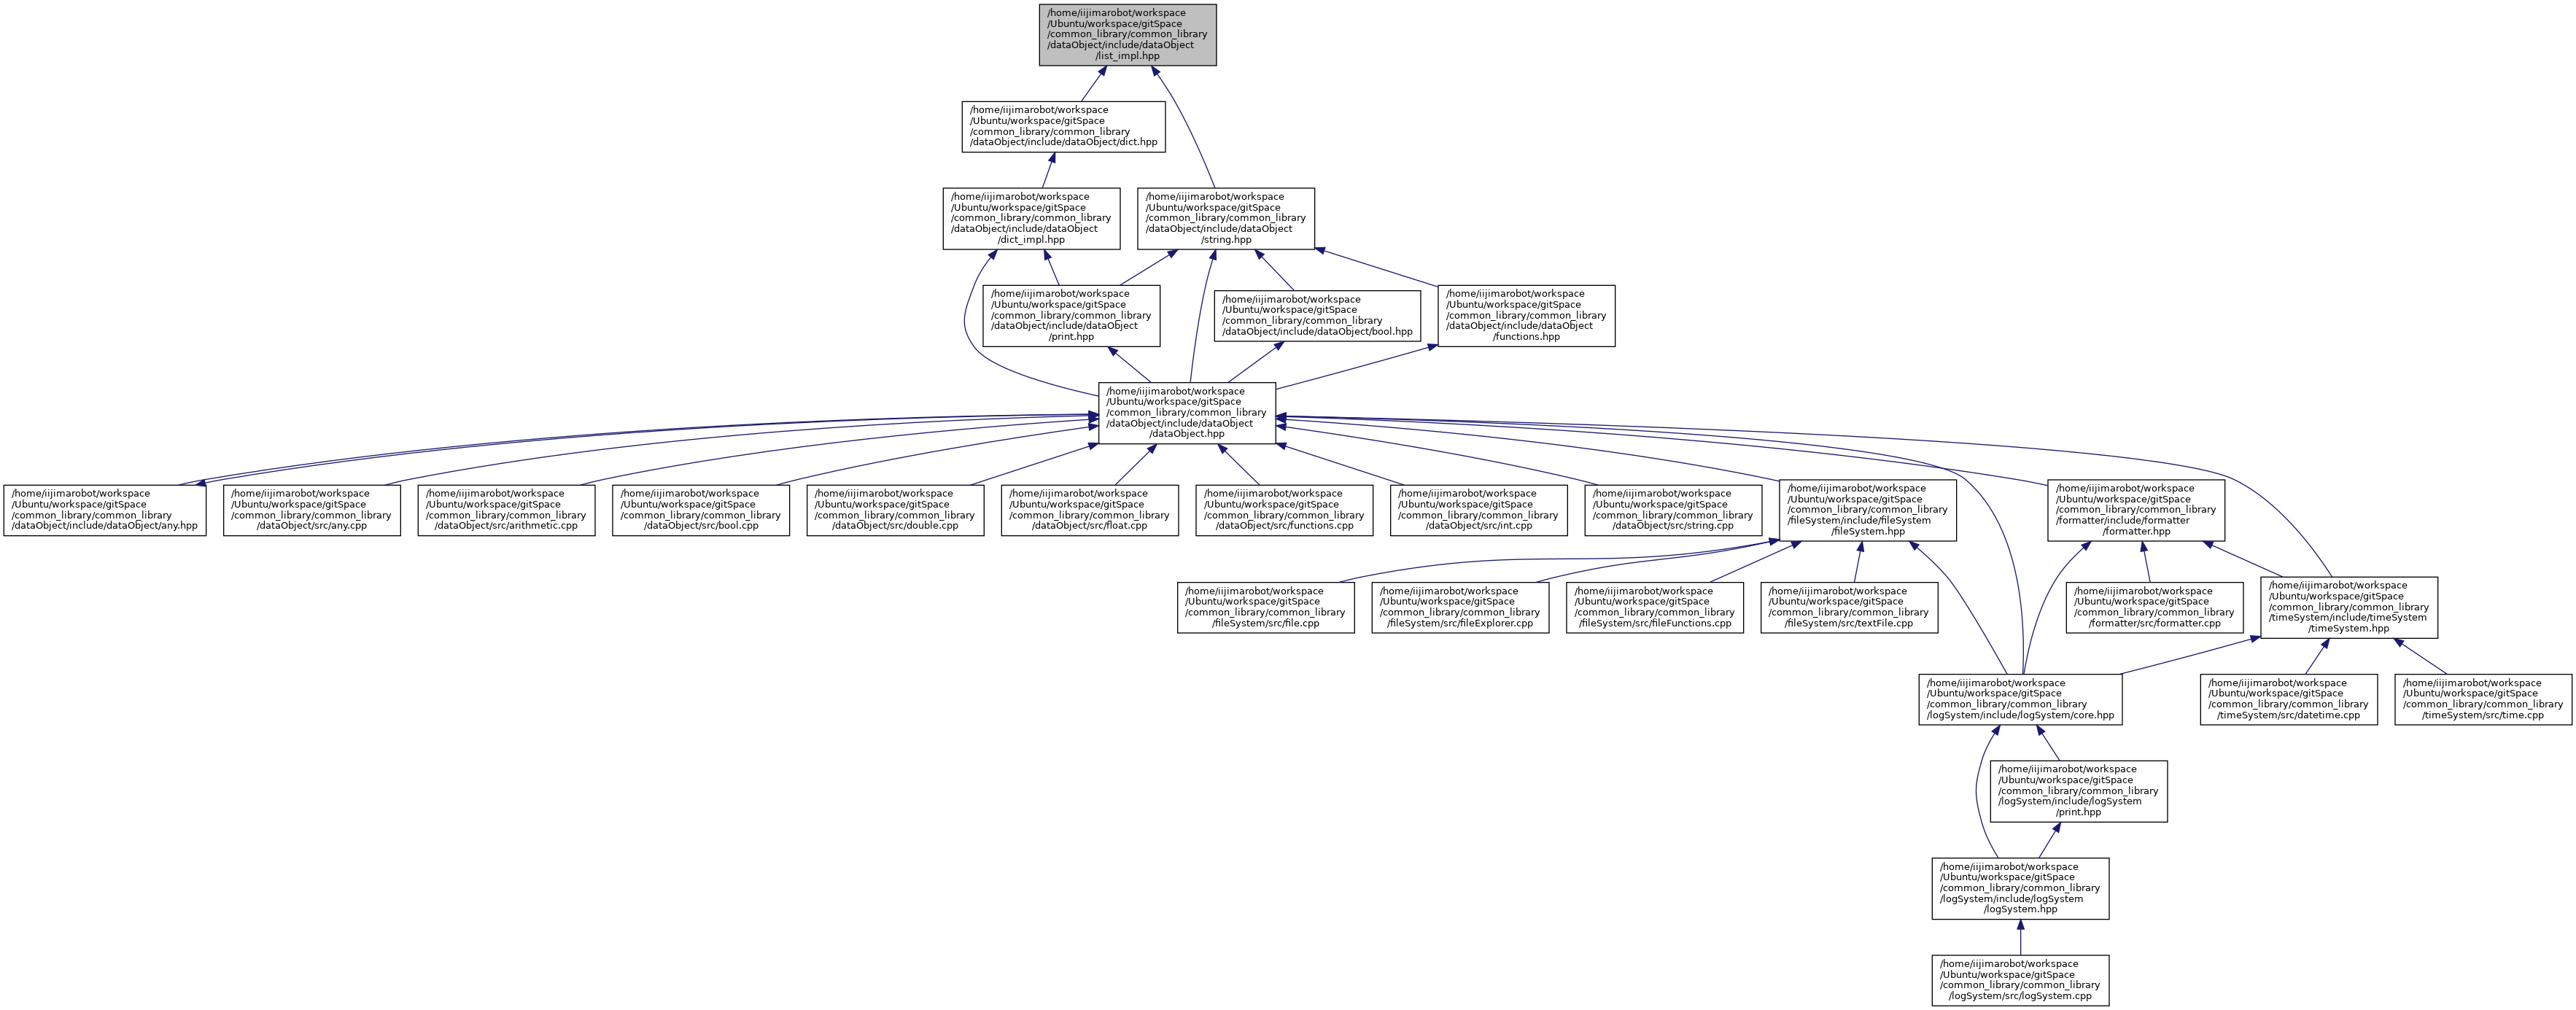 /home/iijimarobot/workspace
/Ubuntu/workspace/gitSpace
/common_library/common_library
/dataObject/include/dataObject
/list_impl.hpp
/home/iijimarobot/workspace
/Ubuntu/workspace/gitSpace
/common_library/common_library
/dataObject/include/dataObject/dict.hpp
/home/iijimarobot/workspace
/Ubuntu/workspace/gitSpace
/common_library/common_library
/dataObject/include/dataObject
/dict_impl.hpp
/home/iijimarobot/workspace
/Ubuntu/workspace/gitSpace
/common_library/common_library
/dataObject/include/dataObject
/string.hpp
/home/iijimarobot/workspace
/Ubuntu/workspace/gitSpace
/common_library/common_library
/dataObject/include/dataObject
/print.hpp
/home/iijimarobot/workspace
/Ubuntu/workspace/gitSpace
/common_library/common_library
/dataObject/include/dataObject/bool.hpp
/home/iijimarobot/workspace
/Ubuntu/workspace/gitSpace
/common_library/common_library
/dataObject/include/dataObject
/functions.hpp
/home/iijimarobot/workspace
/Ubuntu/workspace/gitSpace
/common_library/common_library
/dataObject/include/dataObject
/dataObject.hpp
/home/iijimarobot/workspace
/Ubuntu/workspace/gitSpace
/common_library/common_library
/dataObject/include/dataObject/any.hpp
/home/iijimarobot/workspace
/Ubuntu/workspace/gitSpace
/common_library/common_library
/dataObject/src/any.cpp
/home/iijimarobot/workspace
/Ubuntu/workspace/gitSpace
/common_library/common_library
/dataObject/src/arithmetic.cpp
/home/iijimarobot/workspace
/Ubuntu/workspace/gitSpace
/common_library/common_library
/dataObject/src/bool.cpp
/home/iijimarobot/workspace
/Ubuntu/workspace/gitSpace
/common_library/common_library
/dataObject/src/double.cpp
/home/iijimarobot/workspace
/Ubuntu/workspace/gitSpace
/common_library/common_library
/dataObject/src/float.cpp
/home/iijimarobot/workspace
/Ubuntu/workspace/gitSpace
/common_library/common_library
/dataObject/src/functions.cpp
/home/iijimarobot/workspace
/Ubuntu/workspace/gitSpace
/common_library/common_library
/dataObject/src/int.cpp
/home/iijimarobot/workspace
/Ubuntu/workspace/gitSpace
/common_library/common_library
/dataObject/src/string.cpp
/home/iijimarobot/workspace
/Ubuntu/workspace/gitSpace
/common_library/common_library
/fileSystem/include/fileSystem
/fileSystem.hpp
/home/iijimarobot/workspace
/Ubuntu/workspace/gitSpace
/common_library/common_library
/formatter/include/formatter
/formatter.hpp
/home/iijimarobot/workspace
/Ubuntu/workspace/gitSpace
/common_library/common_library
/fileSystem/src/file.cpp
/home/iijimarobot/workspace
/Ubuntu/workspace/gitSpace
/common_library/common_library
/fileSystem/src/fileExplorer.cpp
/home/iijimarobot/workspace
/Ubuntu/workspace/gitSpace
/common_library/common_library
/fileSystem/src/fileFunctions.cpp
/home/iijimarobot/workspace
/Ubuntu/workspace/gitSpace
/common_library/common_library
/fileSystem/src/textFile.cpp
/home/iijimarobot/workspace
/Ubuntu/workspace/gitSpace
/common_library/common_library
/formatter/src/formatter.cpp
/home/iijimarobot/workspace
/Ubuntu/workspace/gitSpace
/common_library/common_library
/timeSystem/include/timeSystem
/timeSystem.hpp
/home/iijimarobot/workspace
/Ubuntu/workspace/gitSpace
/common_library/common_library
/logSystem/include/logSystem/core.hpp
/home/iijimarobot/workspace
/Ubuntu/workspace/gitSpace
/common_library/common_library
/timeSystem/src/datetime.cpp
/home/iijimarobot/workspace
/Ubuntu/workspace/gitSpace
/common_library/common_library
/timeSystem/src/time.cpp
/home/iijimarobot/workspace
/Ubuntu/workspace/gitSpace
/common_library/common_library
/logSystem/include/logSystem
/print.hpp
/home/iijimarobot/workspace
/Ubuntu/workspace/gitSpace
/common_library/common_library
/logSystem/include/logSystem
/logSystem.hpp
/home/iijimarobot/workspace
/Ubuntu/workspace/gitSpace
/common_library/common_library
/logSystem/src/logSystem.cpp